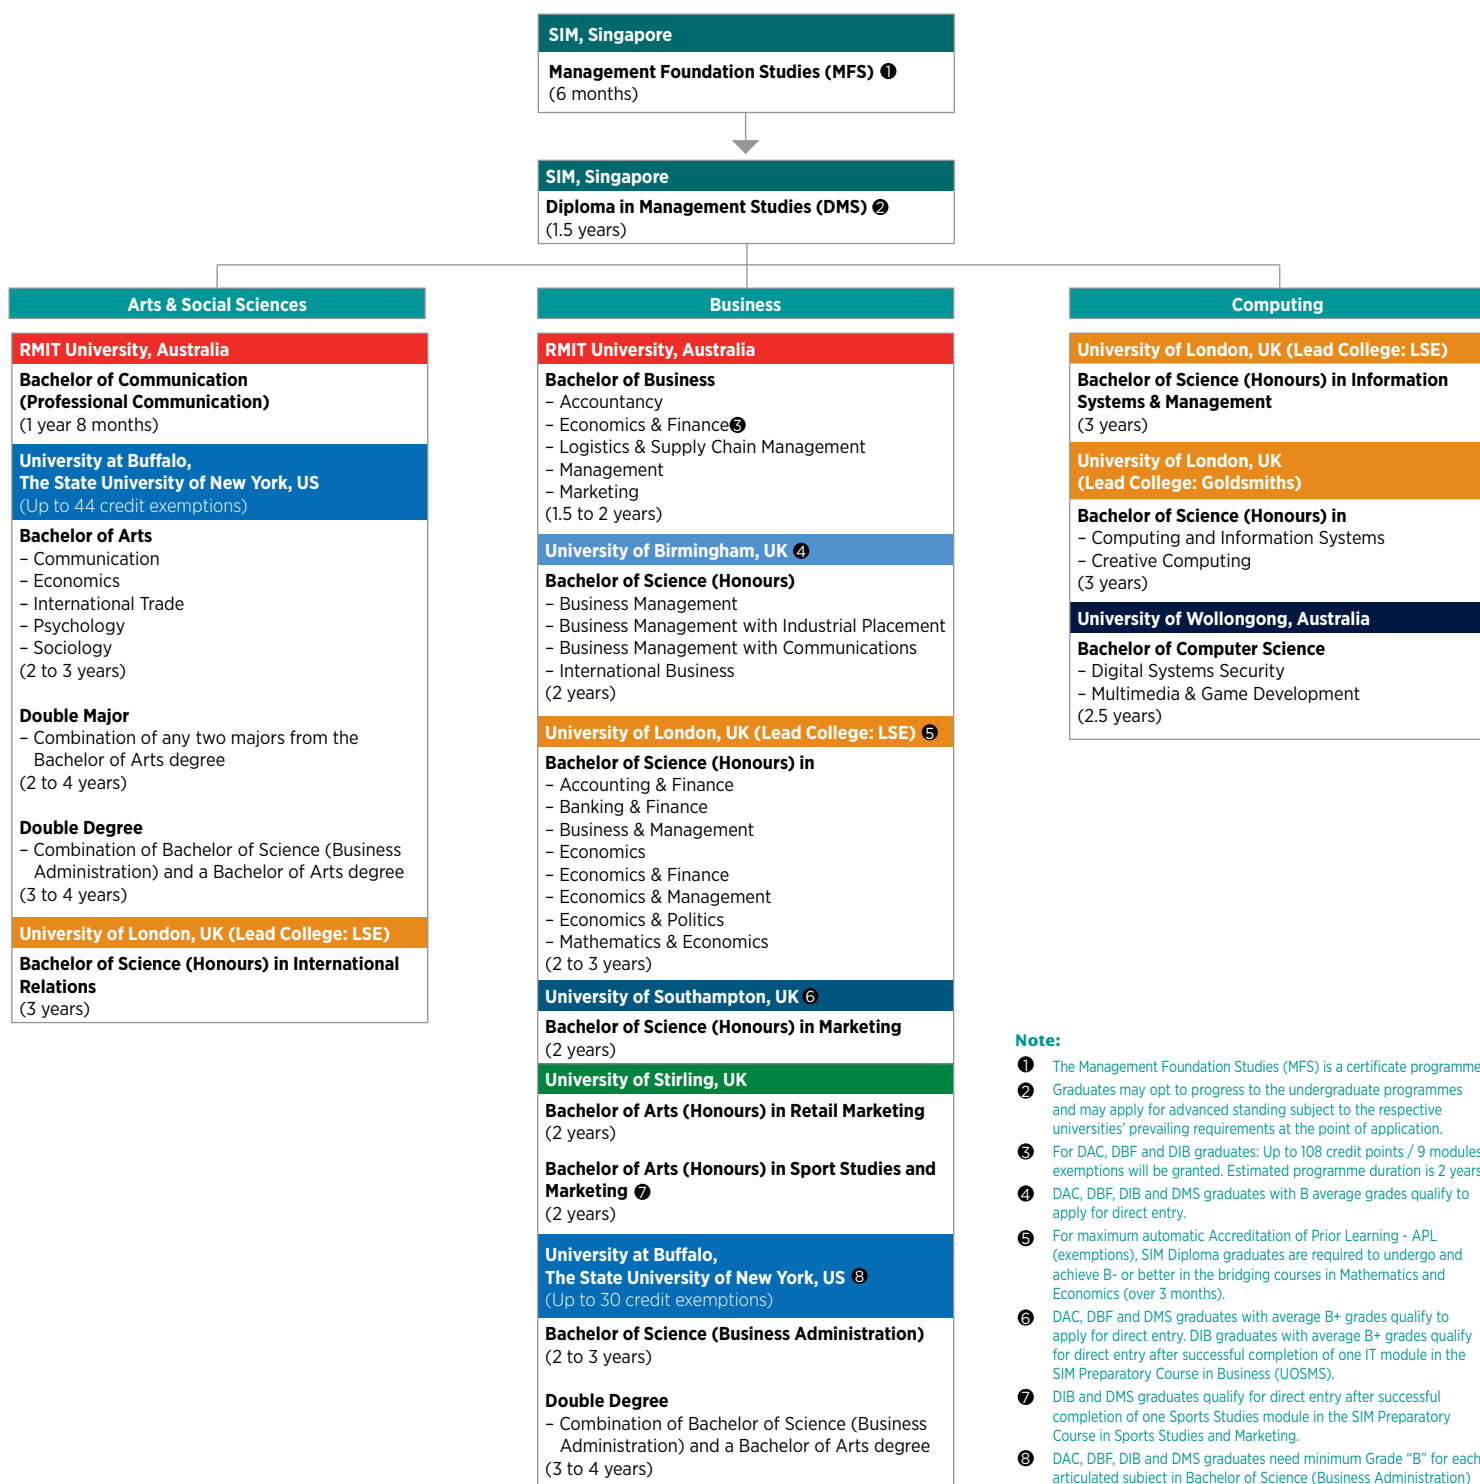 SIM, Singapore
Management Foundation Studies (MFS) ❶
(6 months)
SIM, Singapore
Diploma in Management Studies (DMS) ❷
(1.5 years)
Arts & Social Sciences
RMIT University, Australia
Bachelor of Communication
(Professional Communication)
(1 year 8 months)
University at Buffalo,
The State University of New York, US
(Up to 44 credit exemptions)
Bachelor of Arts
– Communication
– Economics
– International Trade
– Psychology
– Sociology
(2 to 3 years)
Double Major
– Combination of any two majors from the
Bachelor of Arts degree
(2 to 4 years)
Double Degree
– Combination of Bachelor of Science (Business
Administration) and a Bachelor of Arts degree
(3 to 4 years)
University of London, UK (Lead College: LSE)
Bachelor of Science (Honours) in International
Relations
(3 years)
Business
RMIT University, Australia
Bachelor of Business
– Accountancy
– Economics & Finance❸
– Logistics & Supply Chain Management
– Management
– Marketing
(1.5 to 2 years)
University of Birmingham, UK ❹
Bachelor of Science (Honours)
– Business Management
– Business Management with Industrial Placement
– Business Management with Communications
– International Business
(2 years)
University of London, UK (Lead College: LSE) ❺
Bachelor of Science (Honours) in
– Accounting & Finance
– Banking & Finance
– Business & Management
– Economics
– Economics & Finance
– Economics & Management
– Economics & Politics
– Mathematics & Economics
(2 to 3 years)
University of Southampton, UK ❻
Bachelor of Science (Honours) in Marketing
(2 years)
University of Stirling, UK
Bachelor of Arts (Honours) in Retail Marketing
(2 years)
Bachelor of Arts (Honours) in Sport Studies and
Marketing ❼
(2 years)
University at Buffalo,
The State University of New York, US ❽
(Up to 30 credit exemptions)
Bachelor of Science (Business Administration)
(2 to 3 years)
Double Degree
– Combination of Bachelor of Science (Business
Administration) and a Bachelor of Arts degree
(3 to 4 years)
Computing
University of London, UK (Lead College: LSE)
Bachelor of Science (Honours) in Information
Systems & Management
(3 years)
University of London, UK
(Lead College: Goldsmiths)
Bachelor of Science (Honours) in
– Computing and Information Systems
– Creative Computing
(3 years)
University of Wollongong, Australia
Bachelor of Computer Science
– Digital Systems Security
– Multimedia & Game Development
(2.5 years)
Note:
❶ The Management Foundation Studies (MFS) is a certificate programme
❷ Graduates may opt to progress to the undergraduate programmes
and may apply for advanced standing subject to the respective
universities' prevailing requirements at the point of application.
❸ For DAC, DBF and DIB graduates: Up to 108 credit points / 9 modules
exemptions will be granted. Estimated programme duration is 2 years
❹ DAC, DBF, DIB and DMS graduates with B average grades qualify to
apply for direct entry.
❺ For maximum automatic Accreditation of Prior Learning - APL
(exemptions), SIM Diploma graduates are required to undergo and
achieve B- or better in the bridging courses in Mathematics and
Economics (over 3 months).
❻ DAC, DBF and DMS graduates with average B+ grades qualify to
apply for direct entry. DIB graduates with average B+ grades qualify
for direct entry after successful completion of one IT module in the
SIM Preparatory Course in Business (UOSMS).
❼ DIB and DMS graduates qualify for direct entry after successful
completion of one Sports Studies module in the SIM Preparatory
Course in Sports Studies and Marketing.
❽ DAC, DBF, DIB and DMS graduates need minimum Grade “B” for each
articulated subject in Bachelor of Science (Business Administration)